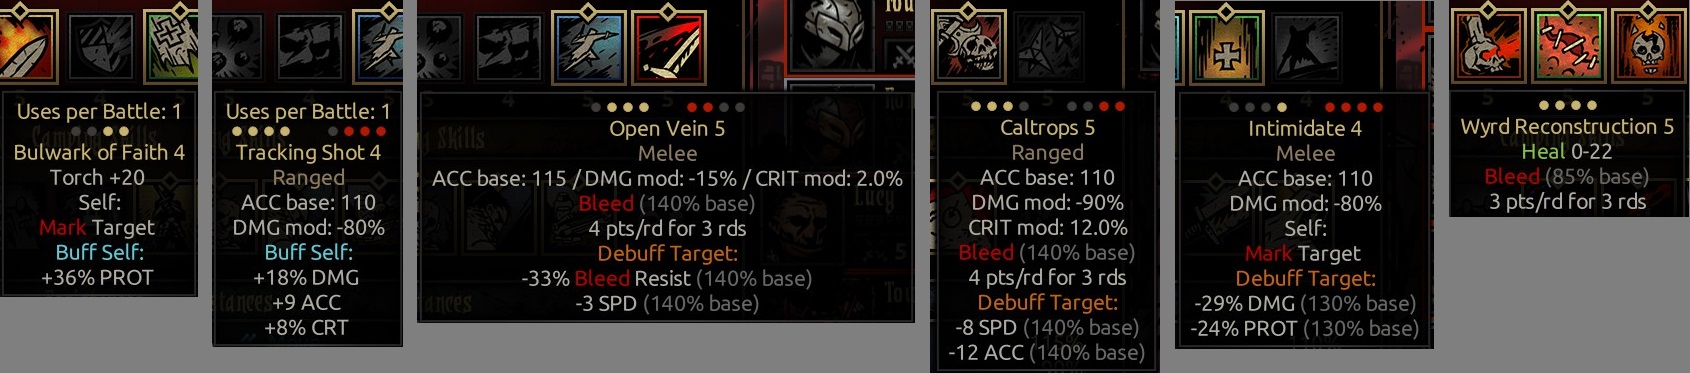 Uses per Battle: 1
Bulwark of Faith 4
Torch +20
Self:
Mark Target
Buff Self:
+36% PROT
Uses per Battle: 1
Tracking Shot 4
Ranged
ACC base: 110
DMG mod: -80%
Buff Self:
+18% DMG
+9 ACC
+8% CRT
Open Vein 5
Melee
ACC base: 115 / DMG mod: -15% / CRIT mod: 2.0%
Bleed (140% base)
4 pts/rd for 3 rds
Debuff Target:
-33% Bleed Resist (140% base)
-3 SPD (140% base)
Caltrops 5
Ranged
ACC base: 110
DMG mod: -90%
CRIT mod: 12.0%
Bleed (140% base)
4 pts/rd for 3 rds
Debuff Target:
-8 SPD (140% base)
-12 ACC (140% base)
Intimidate 4
Melee
ACC base: 110
DMG mod: -80%
Self:
Mark Target
Debuff Target:
-29% DMG (130% base)
-24% PROT (130% base)
Wyrd Reconstruction 5
Heal 0-22
Bleed (85% base)
3 pts/rd for 3 rds